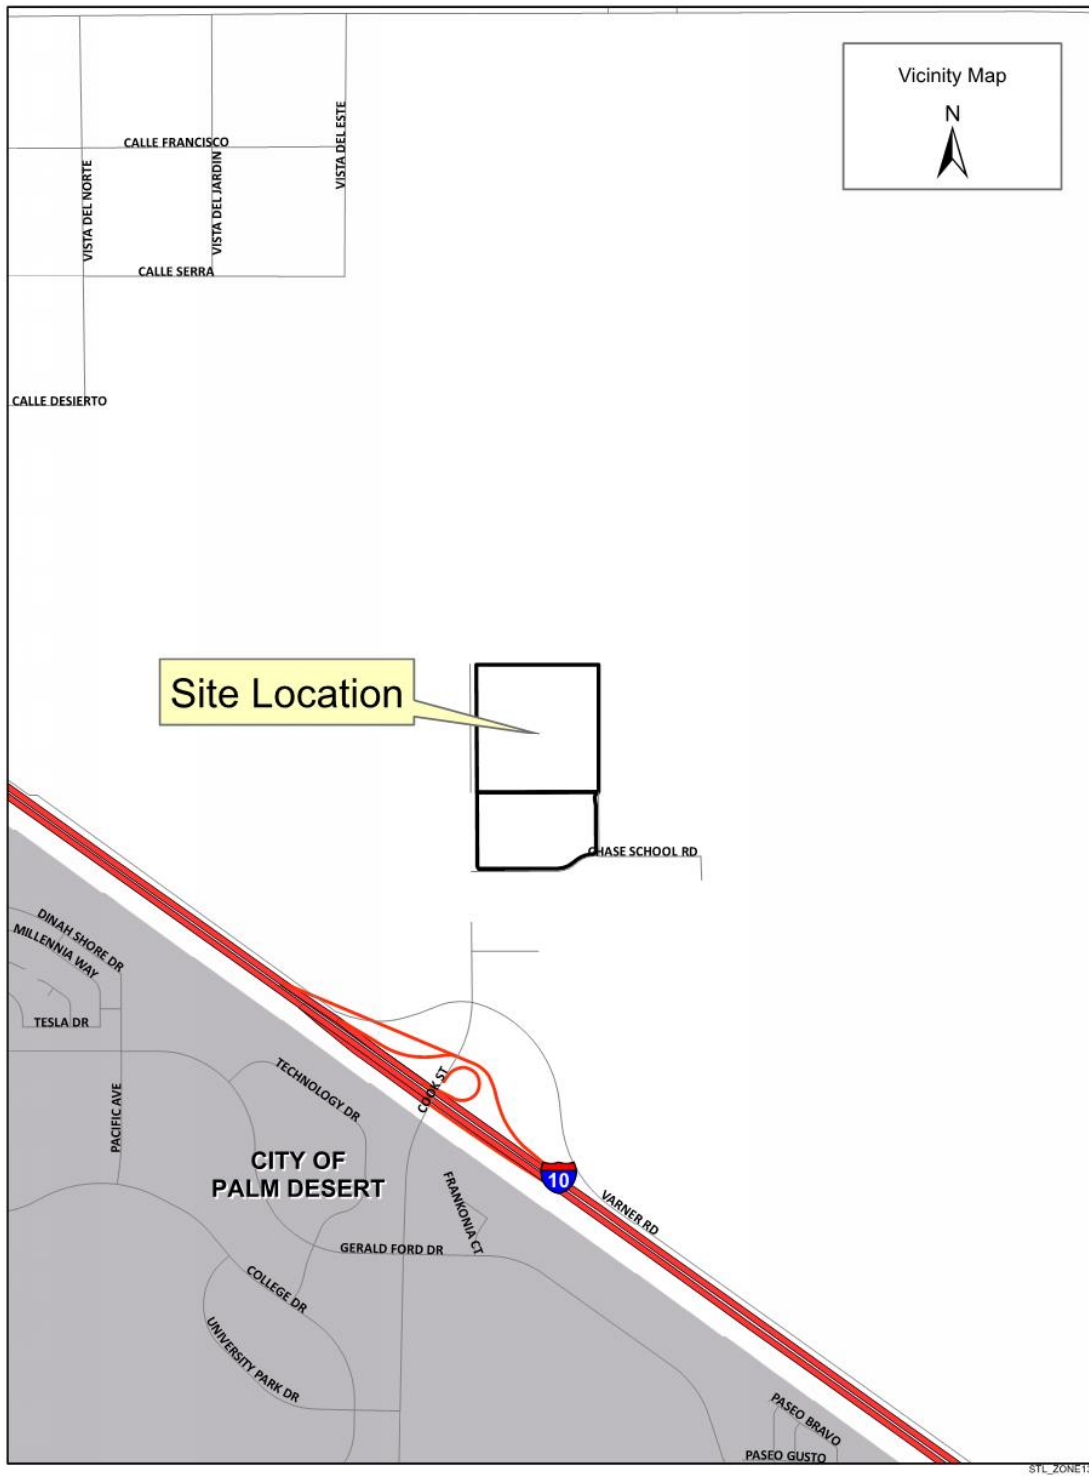 Vicinity Map
N
CALLE FRANCISCO
VISTA DEL NORTE
VISTA DEL JARDIN
VISTA DEL ESTE
CALLE SERRA
CALLE DESIERTO
Site Location
CHASE SCHOOL RD
DINAH SHORE DR
MILLENNIA WAY
TESLA DR
PACIFIC AVE
TECHNOLOGY DR
COOK ST
CITY OF
PALM DESERT
10
FRANKONIA CT
VARNER RD
GERALD FORD DR
COLLEGE DR
UNIVERSITY PARK DR
PASEO BRAVO
PASEO GUSTO